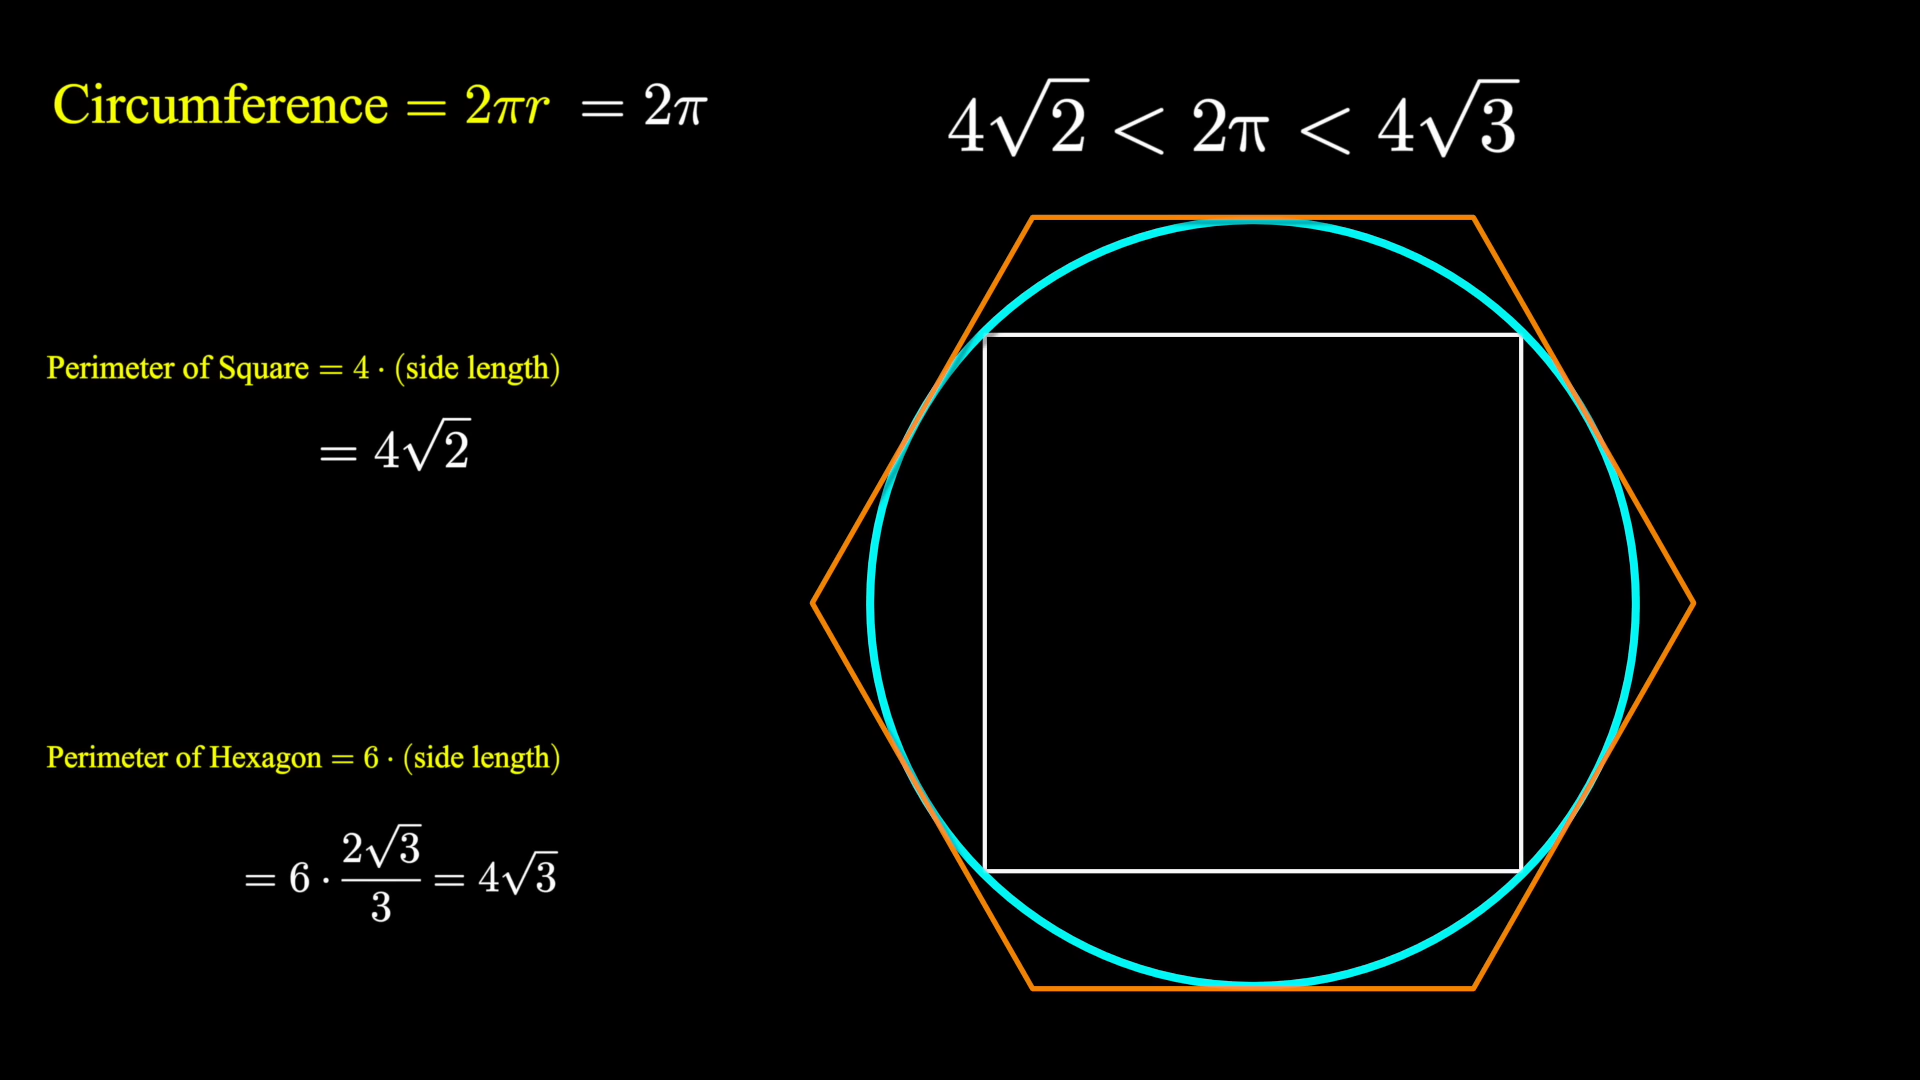 Circumference = 2πr = 2π
4√2 < 2π < 4√3
Perimeter of Square = 4 · (side length)
= 4√2
Perimeter of Hexagon = 6 · (side length)
= 6 · 2√3/3 = 4√3